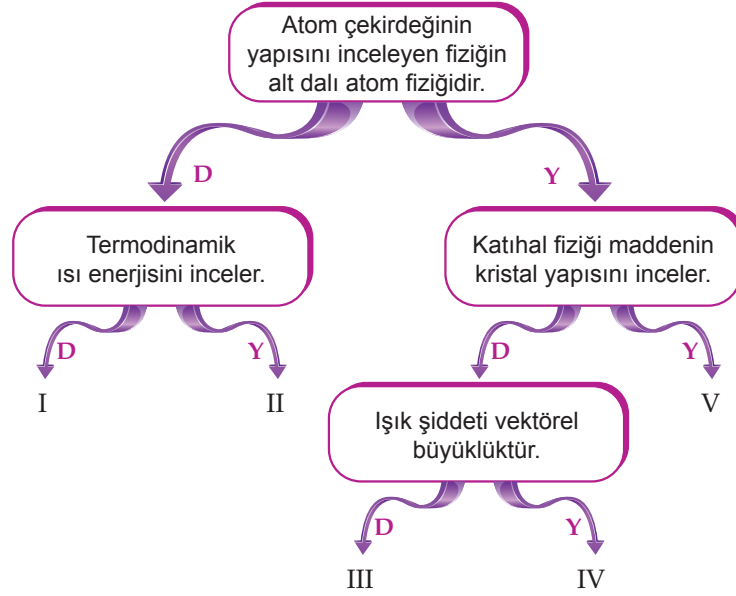 Atom çekirdeğinin
yapısını inceleyen fiziğin
alt dalı atom fiziğidir.
D
Y
Termodinamik
ısı enerjisini inceler.
Katıhal fiziği maddenin
kristal yapısını inceler.
D
Y
D
Y
I
II
Işık şiddeti vektörel
büyüklüktür.
V
D
Y
III
IV